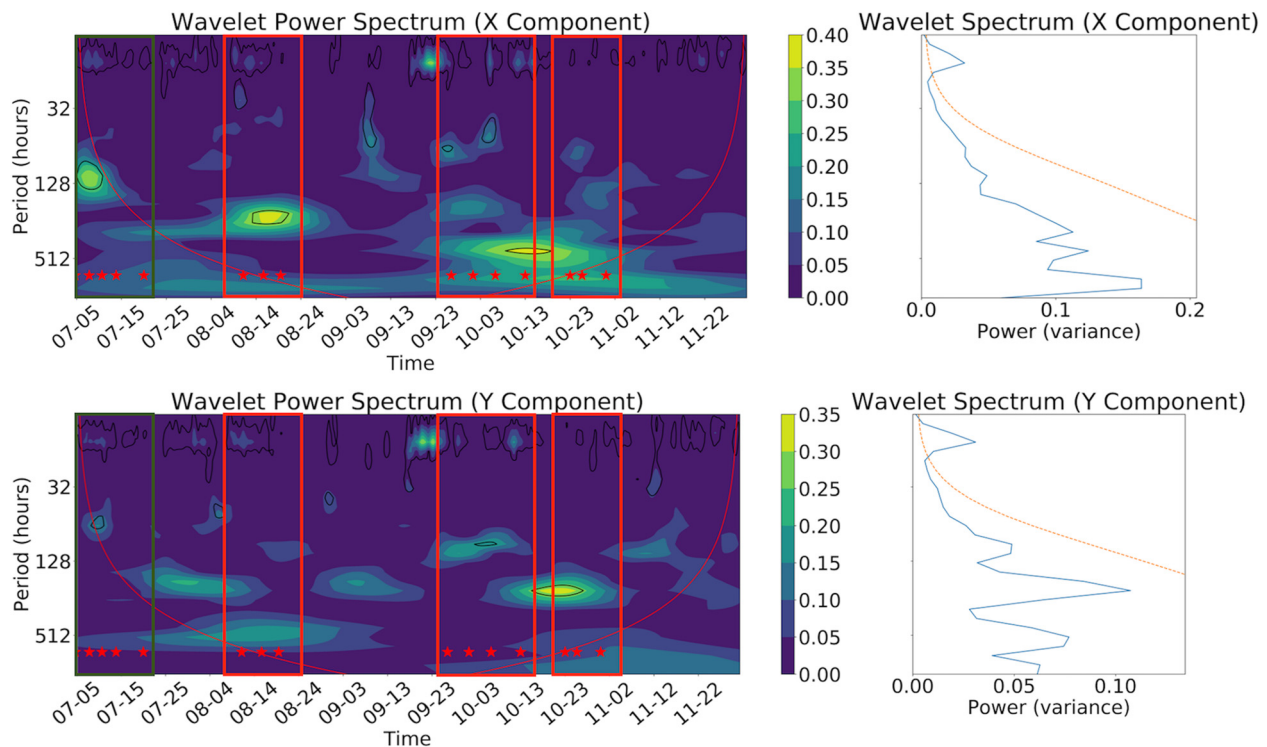 Wavelet Power Spectrum (X Component)
Wavelet Spectrum (X Component)
Period (hours)
32
128
512
07-05 07-15 07-25 08-04 08-14 08-24 09-03 09-13 09-23 10-03 10-13 10-23 11-02 11-12 11-22
Time
0.40
0.35
0.30
0.25
0.20
0.15
0.10
0.05
0.00
0.0 0.1 0.2
Power (variance)
Wavelet Power Spectrum (Y Component)
Wavelet Spectrum (Y Component)
Period (hours)
32
128
512
07-05 07-15 07-25 08-04 08-14 08-24 09-03 09-13 09-23 10-03 10-13 10-23 11-02 11-12 11-22
Time
0.35
0.30
0.25
0.20
0.15
0.10
0.05
0.00
0.00 0.05 0.10
Power (variance)